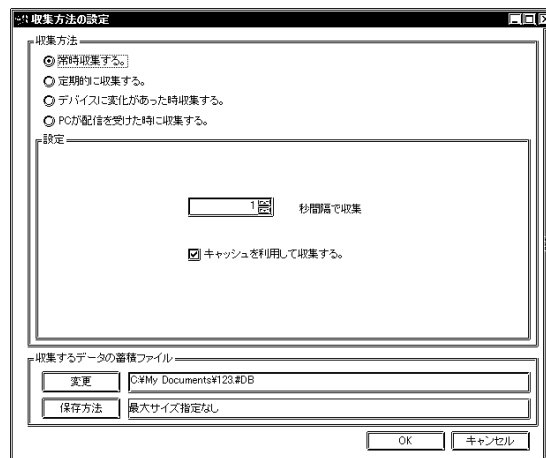 収集方法の設定
収集方法
常時収集する。
定期的に収集する。
デバイスに変化があった時収集する。
PCが配信を受けた時に収集する。
設定
1 秒間隔で収集
キャッシュを利用して収集する。
収集するデータの蓄積ファイル
変更 C:¥My Documents¥123.#DB
保存方法 最大サイズ指定なし
OK キャンセル